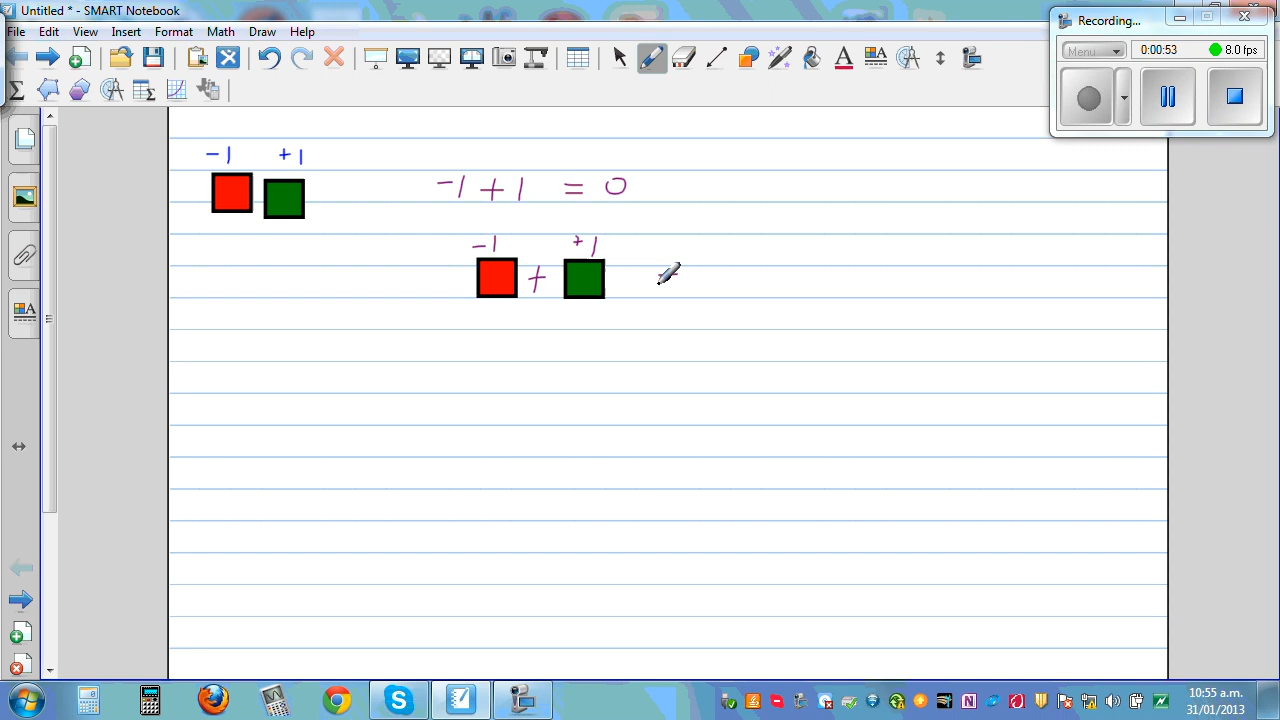 Untitled * - SMART Notebook
File Edit View Insert Format Math Draw Help
Recording...
Menu 0:00:53 8.0 fps
-1 +1
-1 + 1 = 0
-1 +1
+
10:55 a.m.
31/01/2013